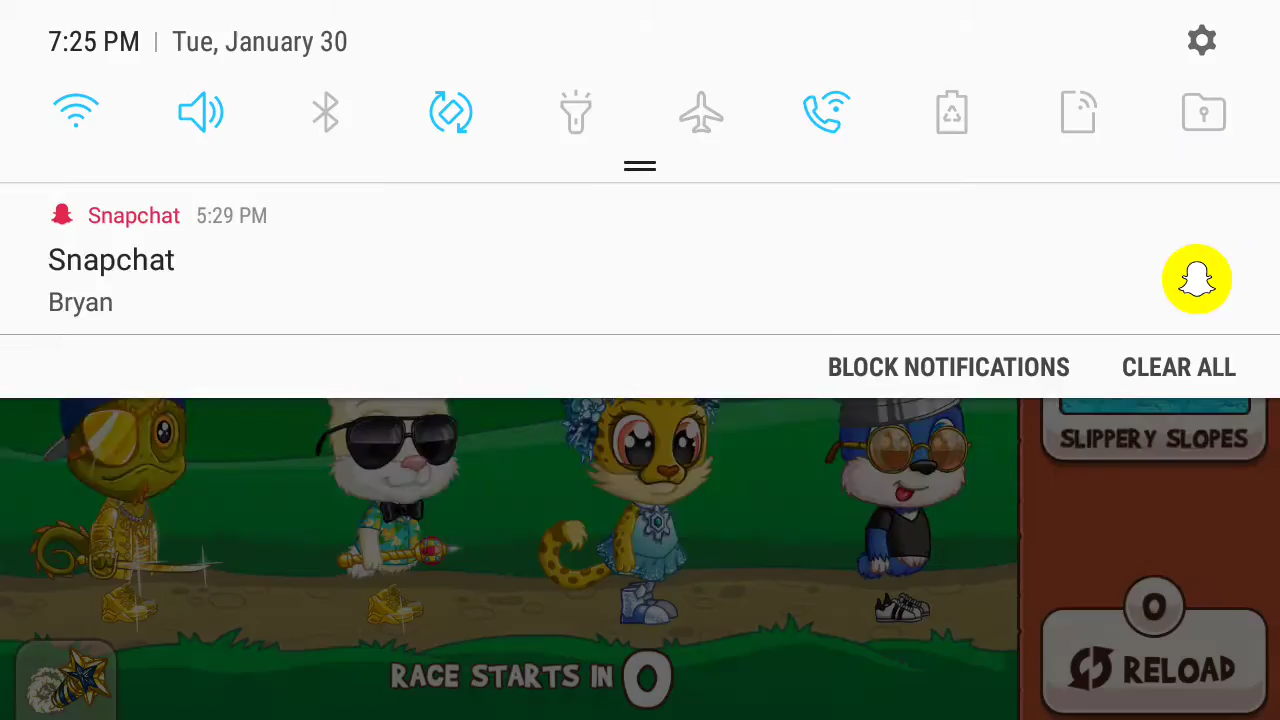 7:25 PM | Tue, January 30
Snapchat 5:29 PM
Snapchat
Bryan
BLOCK NOTIFICATIONS CLEAR ALL
SLIPPERY SLOPES
0
RELOAD
RACE STARTS IN 0